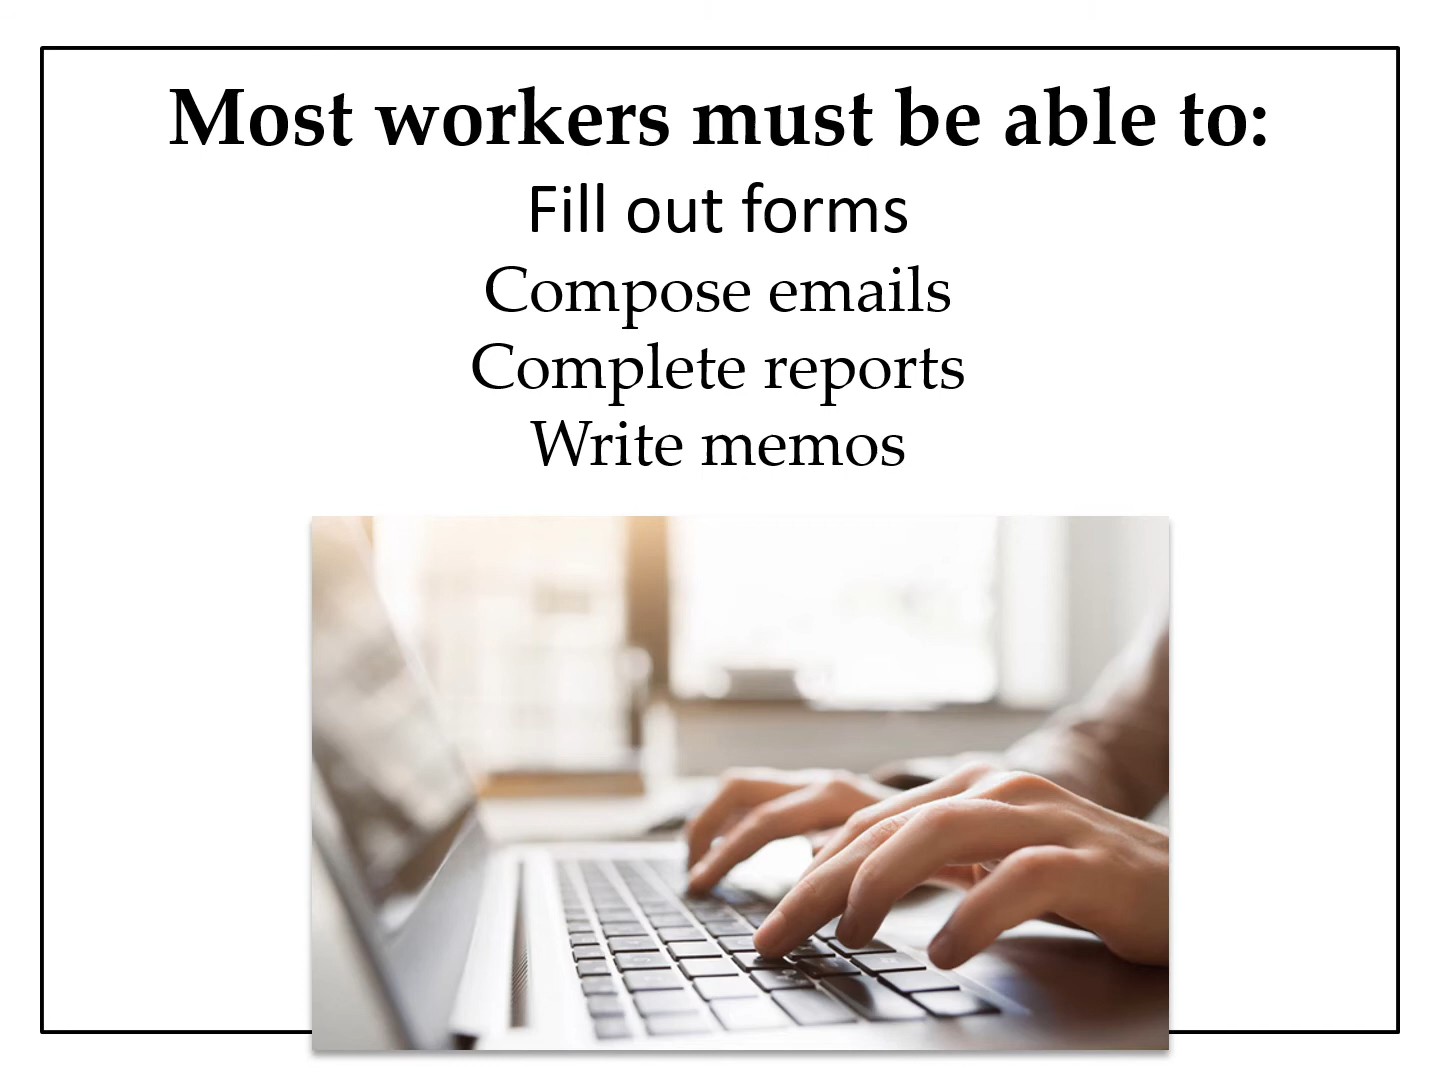 Most workers must be able to:
Fill out forms
Compose emails
Complete reports
Write memos